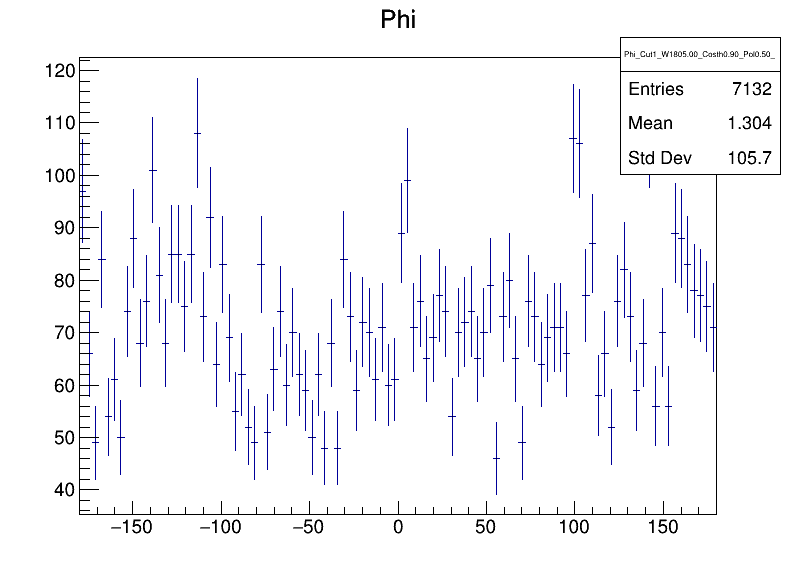 Phi
Phi_Cut1_W1805.00_Costh0.90_Pol0.50_
Entries 7132
Mean 1.304
Std Dev 105.7
120
110
100
90
80
70
60
50
40
−150 −100 −50 0 50 100 150